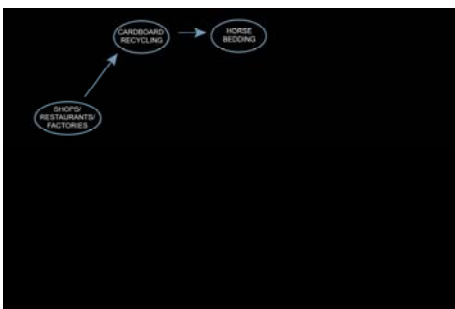 CARDBOARD
RECYCLING
HORSE
BEDDING
SHOPS/
RESTAURANTS/
FACTORIES